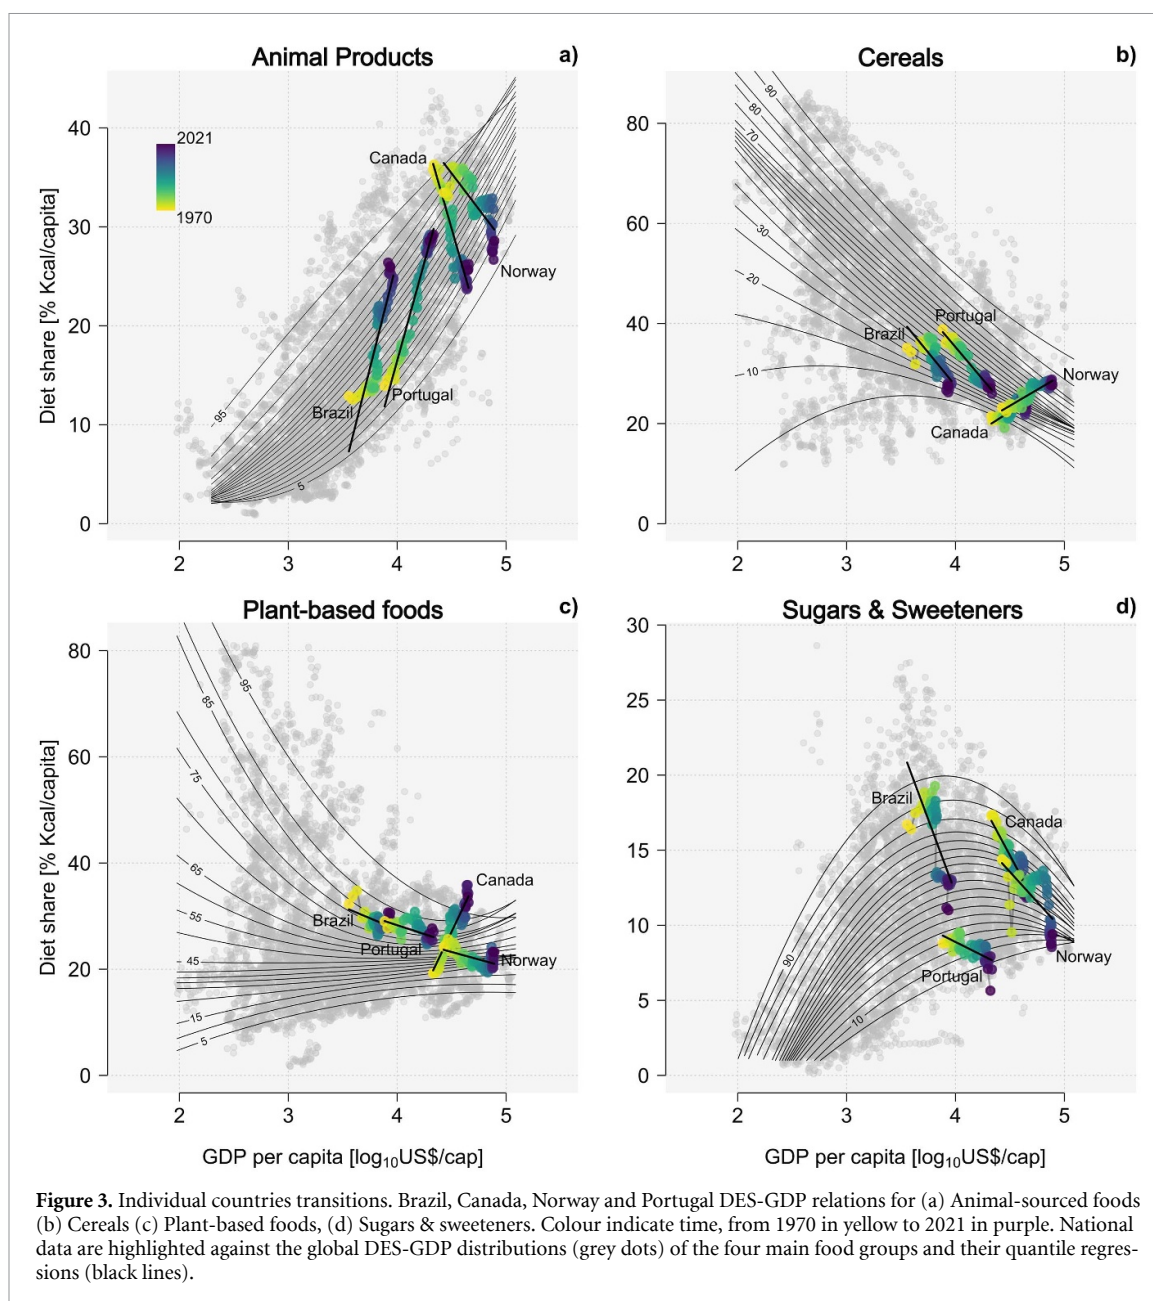 Animal Products
a)
Diet share [% Kcal/capita]
40
30
20
10
0
2021
1970
Canada
Norway
Portugal
Brazil
95
5
2
3
4
5
Cereals
b)
80
60
40
20
0
90
80
70
30
20
10
Portugal
Brazil
Norway
Canada
2
3
4
5
Plant-based foods
c)
Diet share [% Kcal/capita]
80
60
40
20
0
95
85
75
65
55
45
15
5
Canada
Brazil
Portugal
Norway
2
3
4
5
GDP per capita [log10US$/cap]
Sugars & Sweeteners
d)
30
25
20
15
10
5
0
90
10
Brazil
Canada
Norway
Portugal
2
3
4
5
GDP per capita [log10US$/cap]
Figure 3. Individual countries transitions. Brazil, Canada, Norway and Portugal DES-GDP relations for (a) Animal-sourced foods
(b) Cereals (c) Plant-based foods, (d) Sugars & sweeteners. Colour indicate time, from 1970 in yellow to 2021 in purple. National
data are highlighted against the global DES-GDP distributions (grey dots) of the four main food groups and their quantile regres-
sions (black lines).